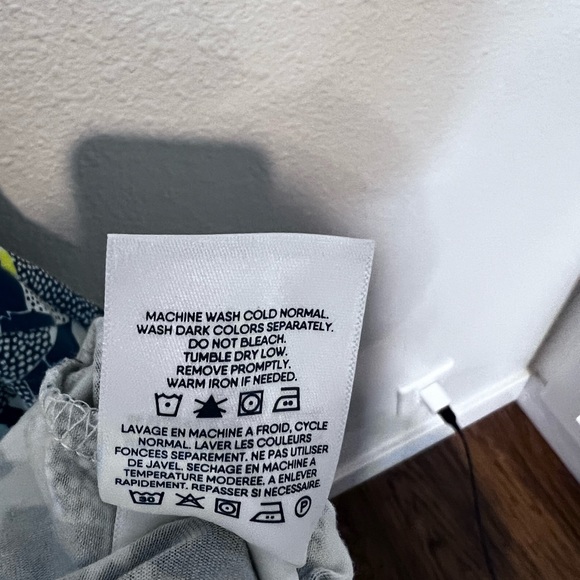 MACHINE WASH COLD NORMAL.
WASH DARK COLORS SEPARATELY.
DO NOT BLEACH.
TUMBLE DRY LOW.
REMOVE PROMPTLY.
WARM IRON IF NEEDED.
LAVAGE EN MACHINE A FROID, CYCLE
NORMAL. LAVER LES COULEURS
FONCEES SEPAREMENT. NE PAS UTILISER
DE JAVEL. SECHAGE EN MACHINE A
TEMPERATURE MODEREE. A ENLEVER
RAPIDEMENT. REPASSER SI NECESSAIRE.
30 P